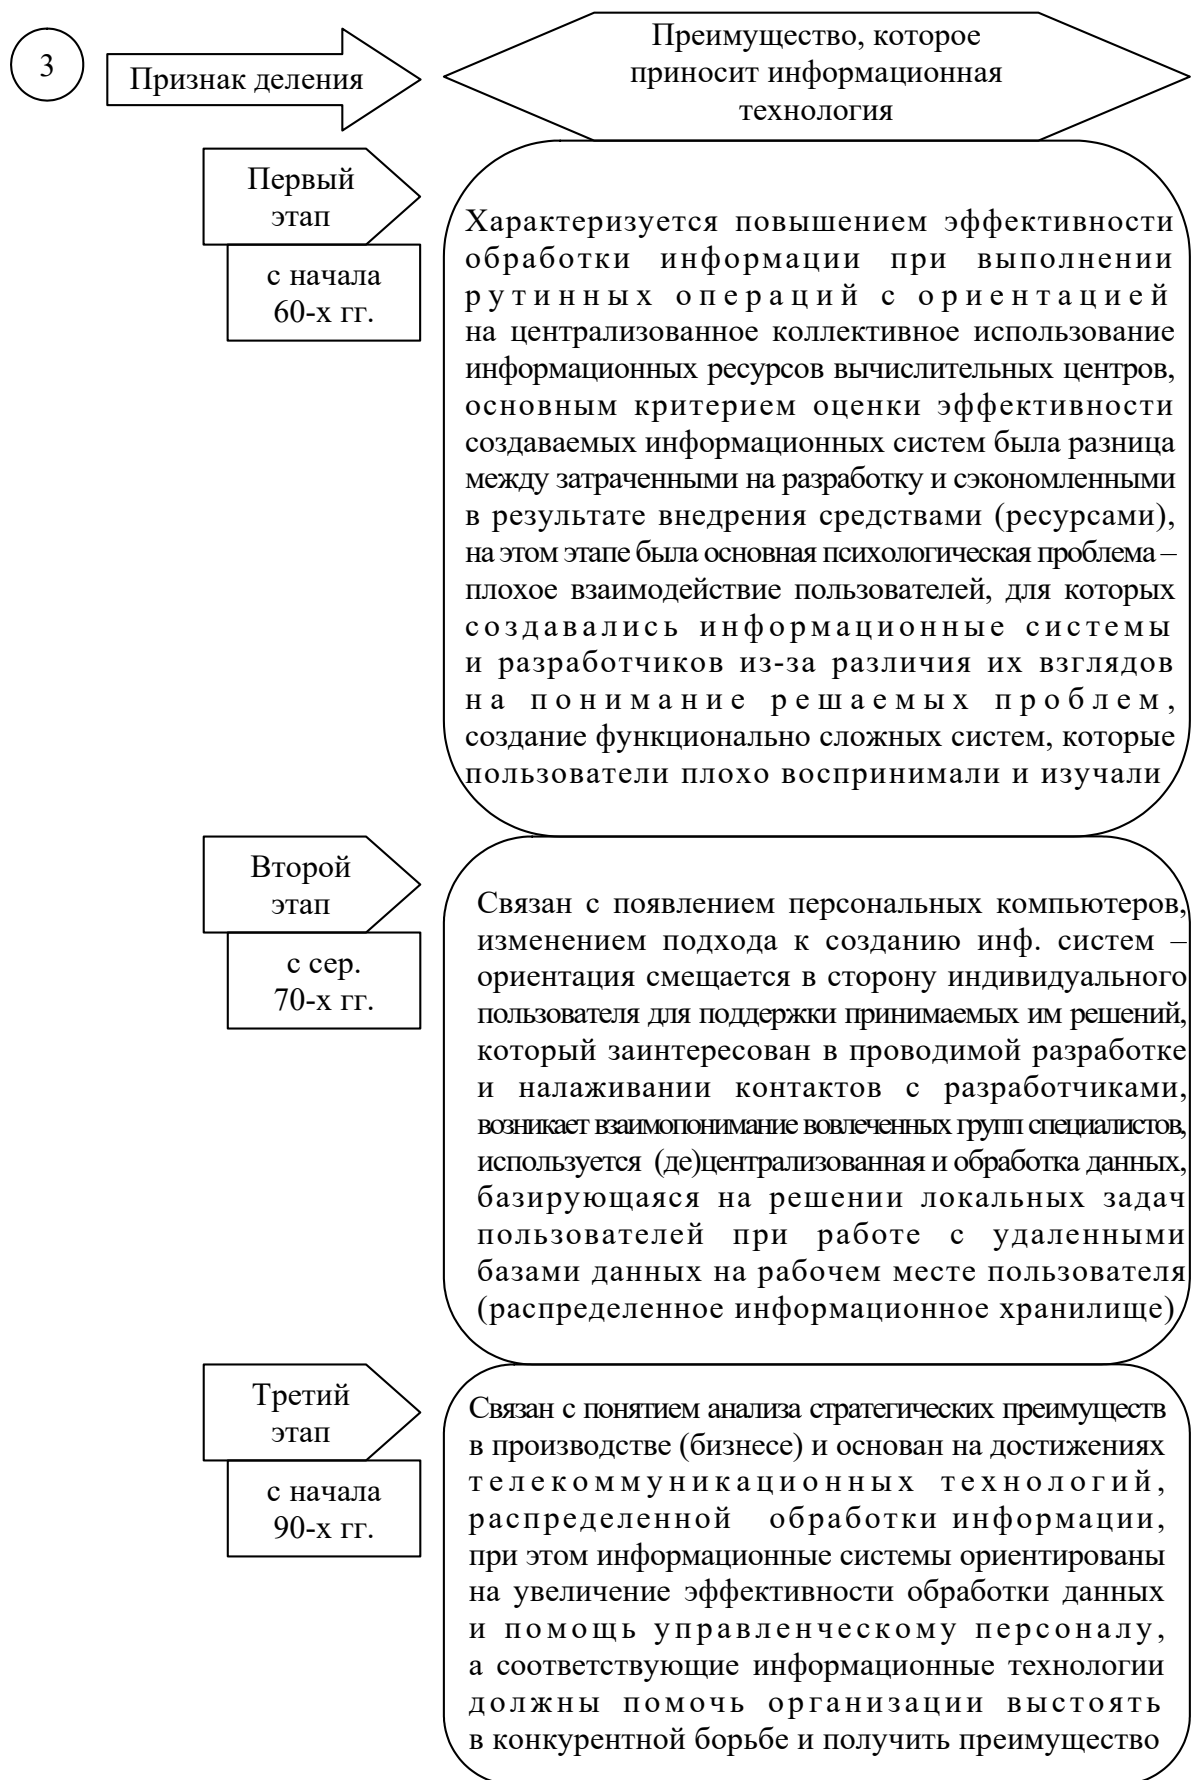 3
Признак деления
Преимущество, которое
приносит информационная
технология
Первый
этап
с начала
60-х гг.
Характеризуется повышением эффективности
обработки информации при выполнении
рутинных операций с ориентацией
на централизованное коллективное использование
информационных ресурсов вычислительных центров,
основным критерием оценки эффективности
создаваемых информационных систем была разница
между затраченными на разработку и сэкономленными
в результате внедрения средствами (ресурсами),
на этом этапе была основная психологическая проблема –
плохое взаимодействие пользователей, для которых
создавались информационные системы
и разработчиков из-за различия их взглядов
на понимание решаемых проблем,
создание функционально сложных систем, которые
пользователи плохо воспринимали и изучали
Второй
этап
с сер.
70-х гг.
Связан с появлением персональных компьютеров,
изменением подхода к созданию инф. систем –
ориентация смещается в сторону индивидуального
пользователя для поддержки принимаемых им решений,
который заинтересован в проводимой разработке
и налаживании контактов с разработчиками,
возникает взаимопонимание вовлеченных групп специалистов,
используется (де)централизованная и обработка данных,
базирующаяся на решении локальных задач
пользователей при работе с удаленными
базами данных на рабочем месте пользователя
(распределенное информационное хранилище)
Третий
этап
с начала
90-х гг.
Связан с понятием анализа стратегических преимуществ
в производстве (бизнесе) и основан на достижениях
телекоммуникационных технологий,
распределенной обработки информации,
при этом информационные системы ориентированы
на увеличение эффективности обработки данных
и помощь управленческому персоналу,
а соответствующие информационные технологии
должны помочь организации выстоять
в конкурентной борьбе и получить преимущество